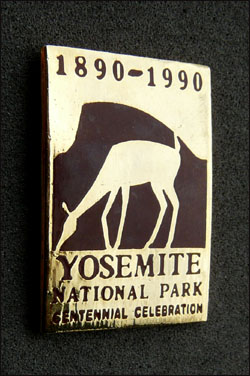 1890-1990
YOSEMITE
NATIONAL PARK
CENTENNIAL CELEBRATION